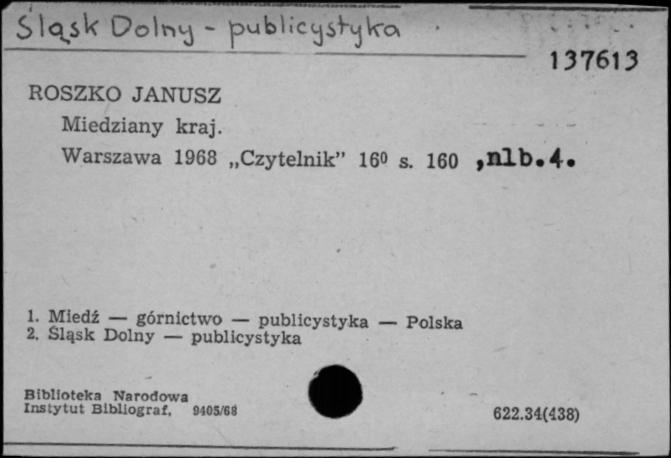 Śląsk Dolny - publicystyka
137613
ROSZKO JANUSZ
Miedziany kraj.
Warszawa 1968 „Czytelnik” 16⁰ s. 160 ,nlb.4.
1. Miedź — górnictwo — publicystyka — Polska
2. Śląsk Dolny — publicystyka
Biblioteka Narodowa
Instytut Bibliograf. 9405/68
622.34(438)